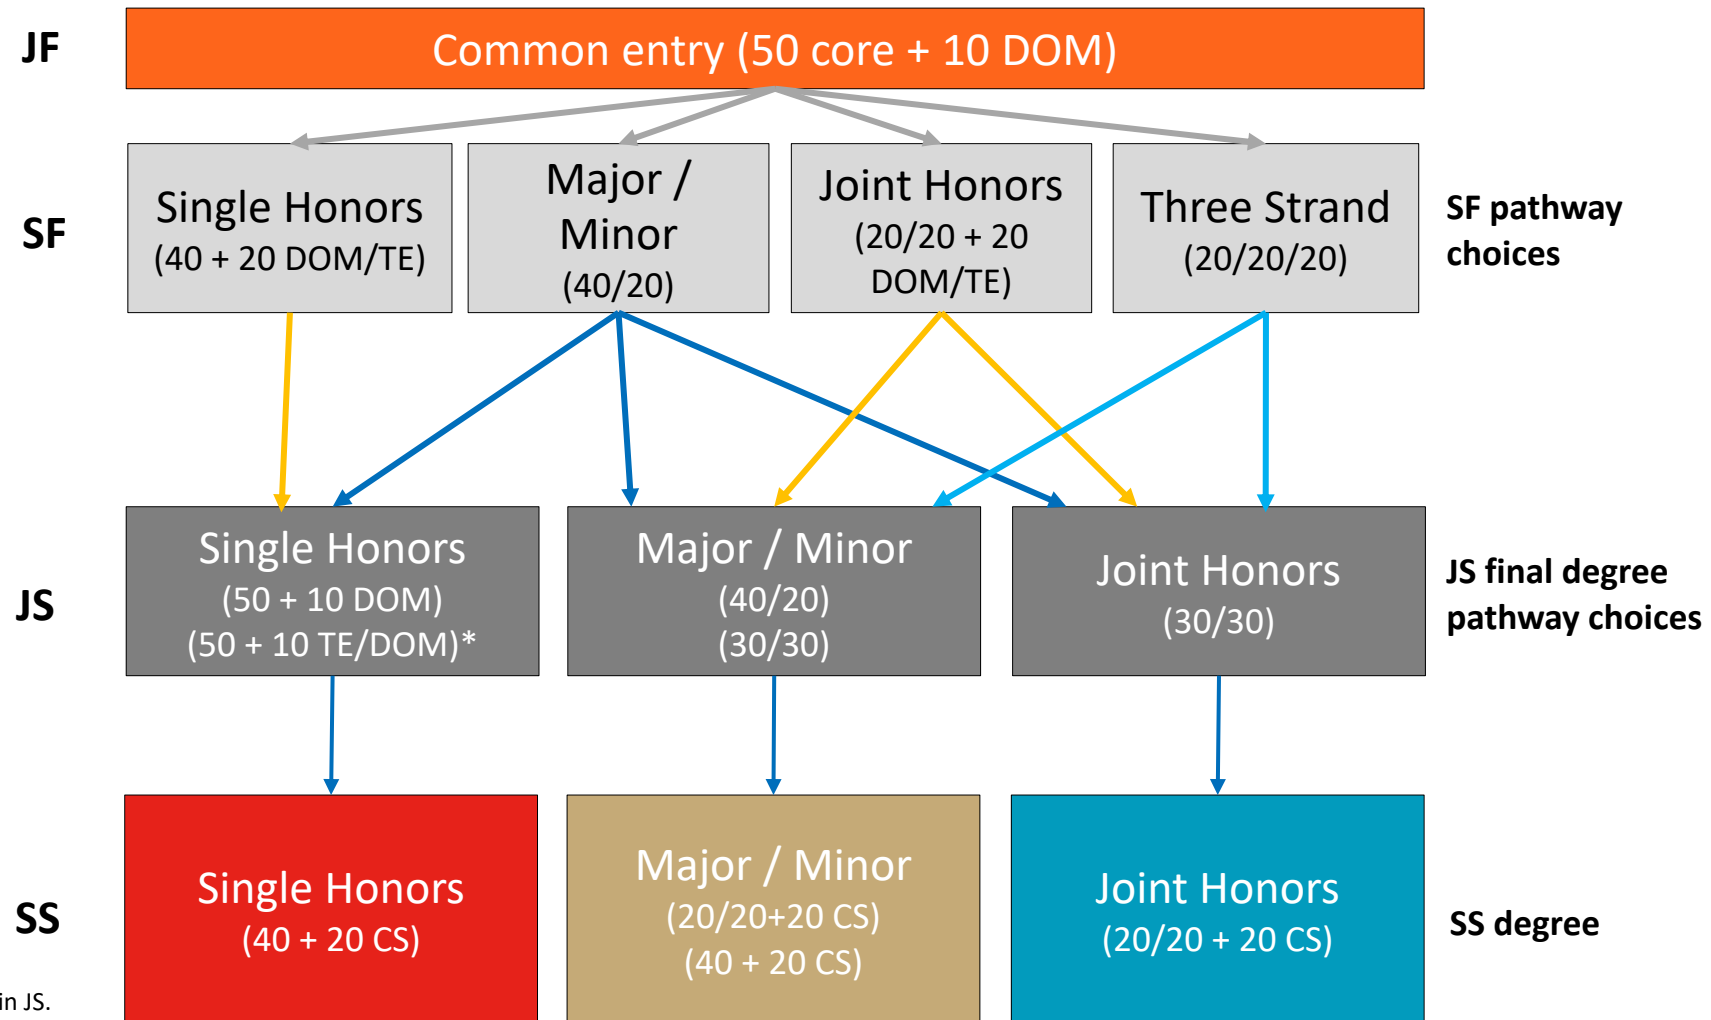 JF
Common entry (50 core + 10 DOM)
SF
Single Honors
(40 + 20 DOM/TE)
Major /
Minor
(40/20)
Joint Honors
(20/20 + 20
DOM/TE)
Three Strand
(20/20/20)
SF pathway
choices
JS
Single Honors
(50 + 10 DOM)
(50 + 10 TE/DOM)*
Major / Minor
(40/20)
(30/30)
Joint Honors
(30/30)
JS final degree
pathway choices
SS
Single Honors
(40 + 20 CS)
Major / Minor
(20/20+20 CS)
(40 + 20 CS)
Joint Honors
(20/20 + 20 CS)
SS degree
in JS.